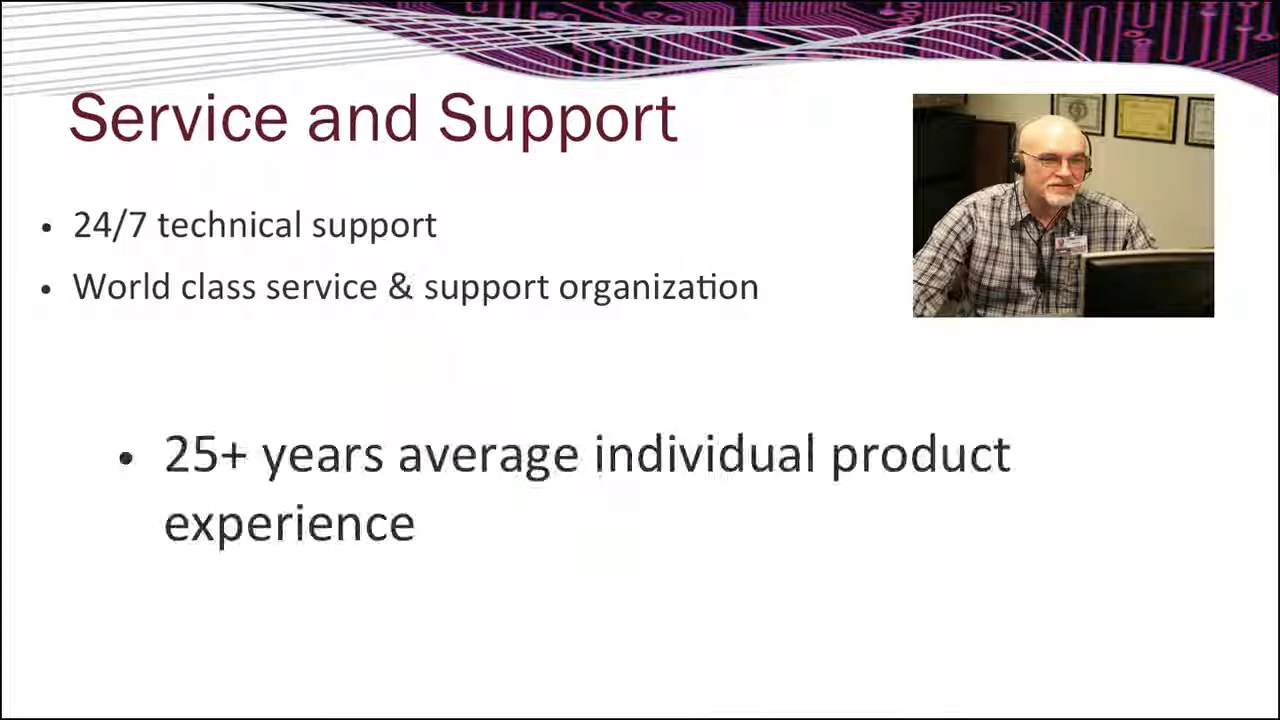 Service and Support
• 24/7 technical support
• World class service & support organization
• 25+ years average individual product
experience